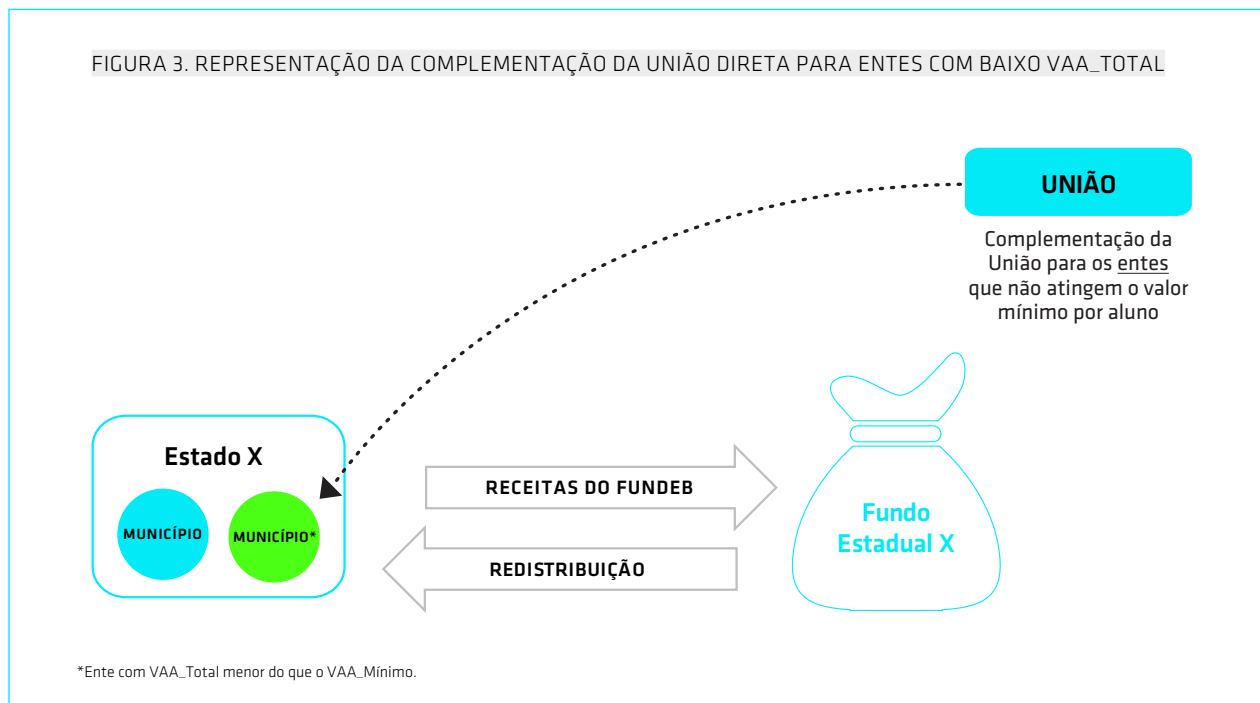 FIGURA 3. REPRESENTAÇÃO DA COMPLEMENTAÇÃO DA UNIÃO DIRETA PARA ENTES COM BAIXO VAA_TOTAL
UNIÃO
Complementação da
União para os entes
que não atingem o valor
mínimo por aluno
Estado X
MUNICÍPIO
MUNICÍPIO*
RECEITAS DO FUNDEB
REDISTRIBUIÇÃO
Fundo
Estadual X
*Ente com VAA_Total menor do que o VAA_Mínimo.